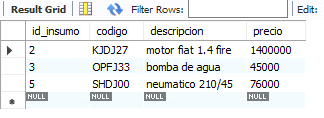 Result Grid Filter Rows: Edit:
id_insumo codigo descripcion precio
2 KJDJ27 motor fiat 1.4 fire 1400000
3 OPFJ33 bomba de agua 45000
5 SHDJ00 neumatico 210/45 76000
NULL NULL NULL NULL